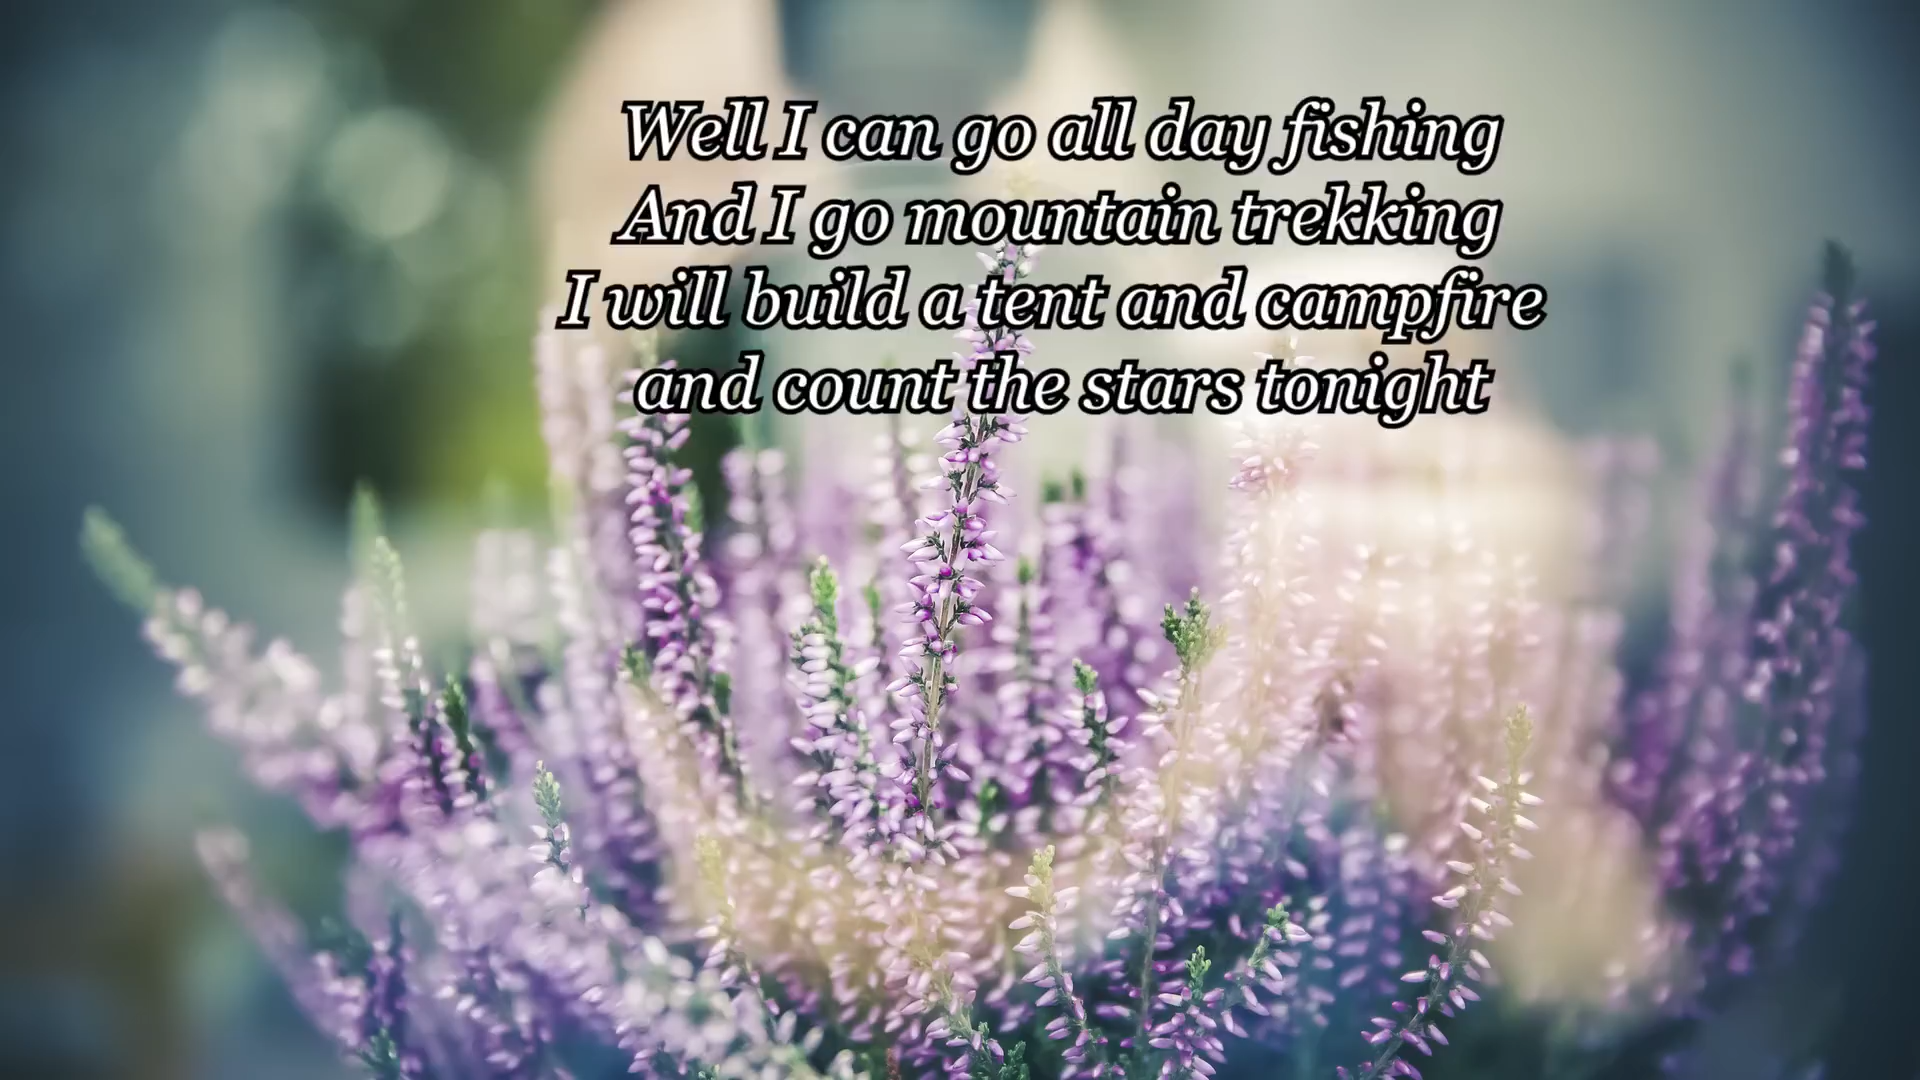 Well I can go all day fishing
And I go mountain trekking
I will build a tent and campfire
and count the stars tonight